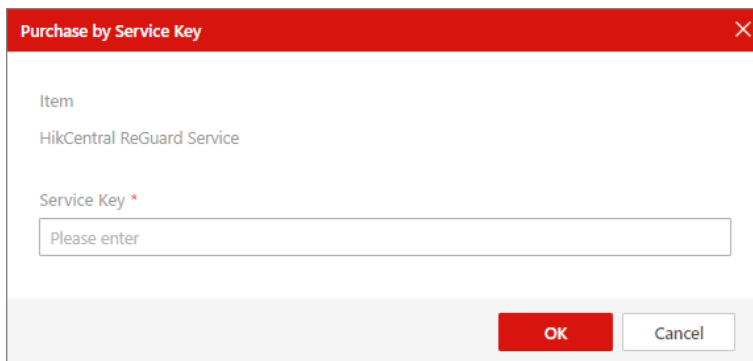 Purchase by Service Key
Item
HikCentral ReGuard Service
Service Key *
Please enter
OK
Cancel